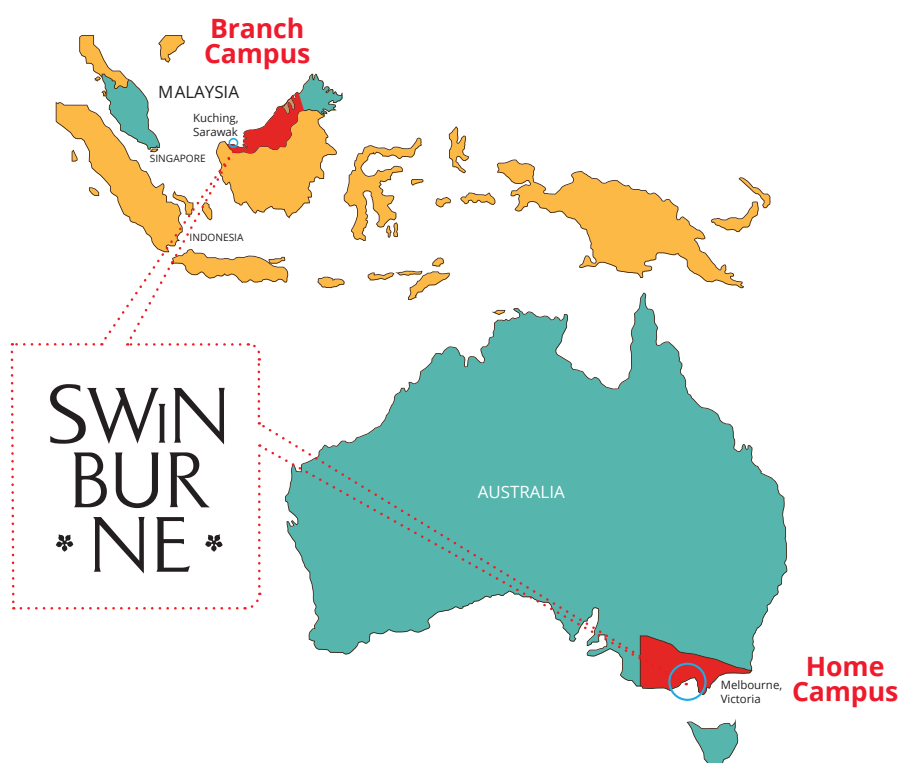 Branch
Campus
MALAYSIA
Kuching,
Sarawak
SINGAPORE
INDONESIA
SWiN
BUR
NE
AUSTRALIA
Home
Campus
Melbourne,
Victoria